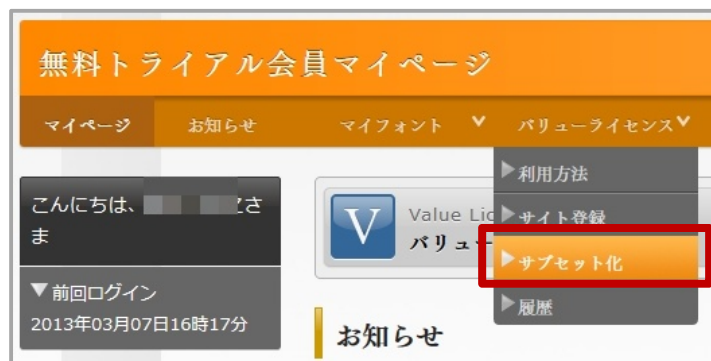 無料トライアル会員マイページ
マイページ お知らせ マイフォント バリューライセンス
利用方法
サイト登録
サブセット化
履歴
こんにちは、 さ
ま
前回ログイン
2013年03月07日16時17分
V
Value Lic
バリュー
お知らせ